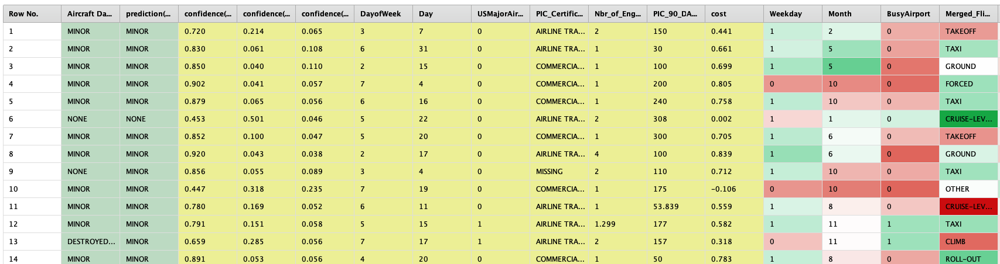 Row No. Aircraft Da... prediction(... confidence(... confidence(... confidence(... DayofWeek Day USMajorAir... PIC_Certific... Nbr_of_Eng... PIC_90_DA... cost Weekday Month BusyAirport Merged_Fli...
1 MINOR MINOR 0.720 0.214 0.065 3 7 0 AIRLINE TRA... 2 150 0.441 1 2 0 TAKEOFF
2 MINOR MINOR 0.830 0.061 0.108 6 31 0 AIRLINE TRA... 1 30 0.661 1 5 0 TAXI
3 MINOR MINOR 0.850 0.040 0.110 2 15 0 COMMERCIA... 1 100 0.699 1 5 0 GROUND
4 MINOR MINOR 0.902 0.041 0.057 7 4 0 COMMERCIA... 1 200 0.805 0 10 0 FORCED
5 MINOR MINOR 0.879 0.065 0.056 6 16 0 COMMERCIA... 1 240 0.758 1 10 0 TAXI
6 NONE NONE 0.453 0.501 0.046 5 22 0 AIRLINE TRA... 2 308 0.002 1 1 0 CRUISE-LEV...
7 MINOR MINOR 0.852 0.100 0.047 5 20 0 COMMERCIA... 1 300 0.705 1 6 0 TAKEOFF
8 MINOR MINOR 0.920 0.043 0.038 2 17 0 AIRLINE TRA... 4 100 0.839 1 6 0 GROUND
9 NONE MINOR 0.856 0.055 0.089 3 4 0 MISSING 2 110 0.712 1 10 0 TAXI
10 MINOR MINOR 0.447 0.318 0.235 7 19 0 COMMERCIA... 1 175 -0.106 0 10 0 OTHER
11 MINOR MINOR 0.780 0.169 0.052 6 11 0 AIRLINE TRA... 1 53.839 0.559 1 8 0 CRUISE-LEV...
12 MINOR MINOR 0.791 0.151 0.058 5 15 1 AIRLINE TRA... 1.299 177 0.582 1 11 1 TAXI
13 DESTROYED... MINOR 0.659 0.285 0.056 7 17 1 AIRLINE TRA... 2 157 0.318 0 11 1 CLIMB
14 MINOR MINOR 0.891 0.053 0.056 4 20 0 COMMERCIA... 1 50 0.783 1 8 0 ROLL-OUT